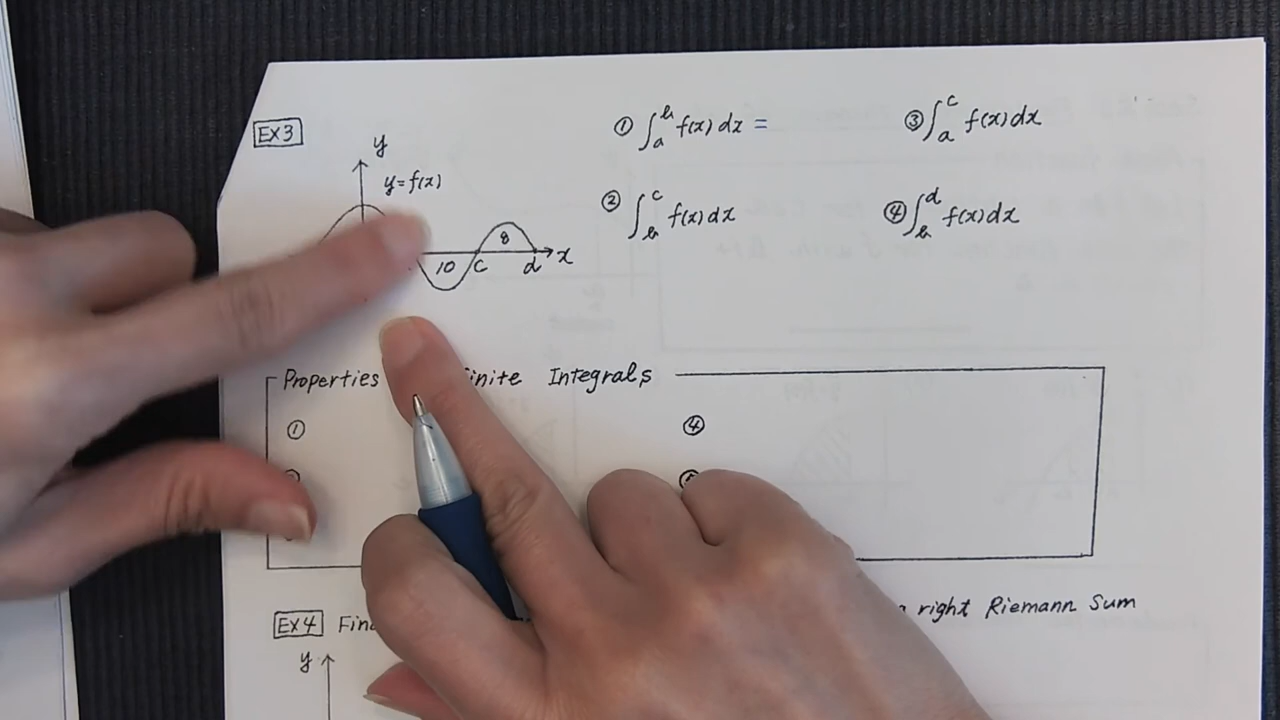 EX3
y
y=f(x)
10 c 8 d x
① ∫_a^b f(x) dx =
② ∫_b^c f(x) dx
③ ∫_a^c f(x) dx
④ ∫_b^d f(x) dx
Properties inite Integrals
①
④
EX4 right Riemann Sum
y